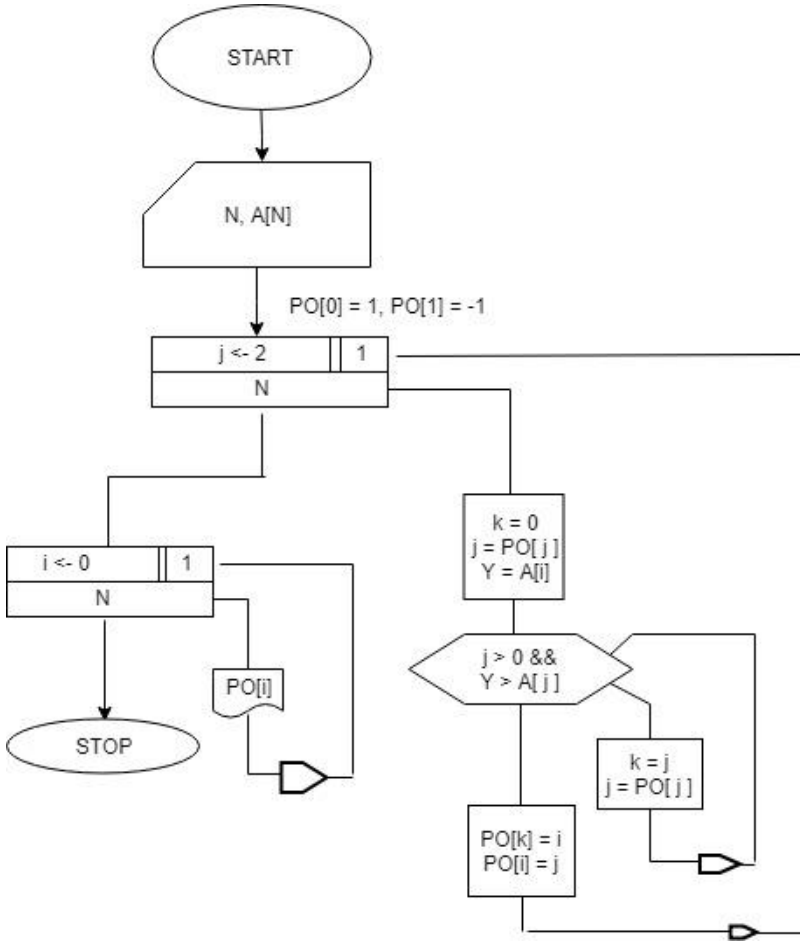 START
N, A[N]
PO[0] = 1, PO[1] = -1
j <- 2 1
N
k = 0
j = PO[ j ]
Y = A[i]
i <- 0 1
N
j > 0 &&
Y > A[ j ]
PO[i]
STOP
k = j
j = PO[ j ]
PO[k] = i
PO[i] = j